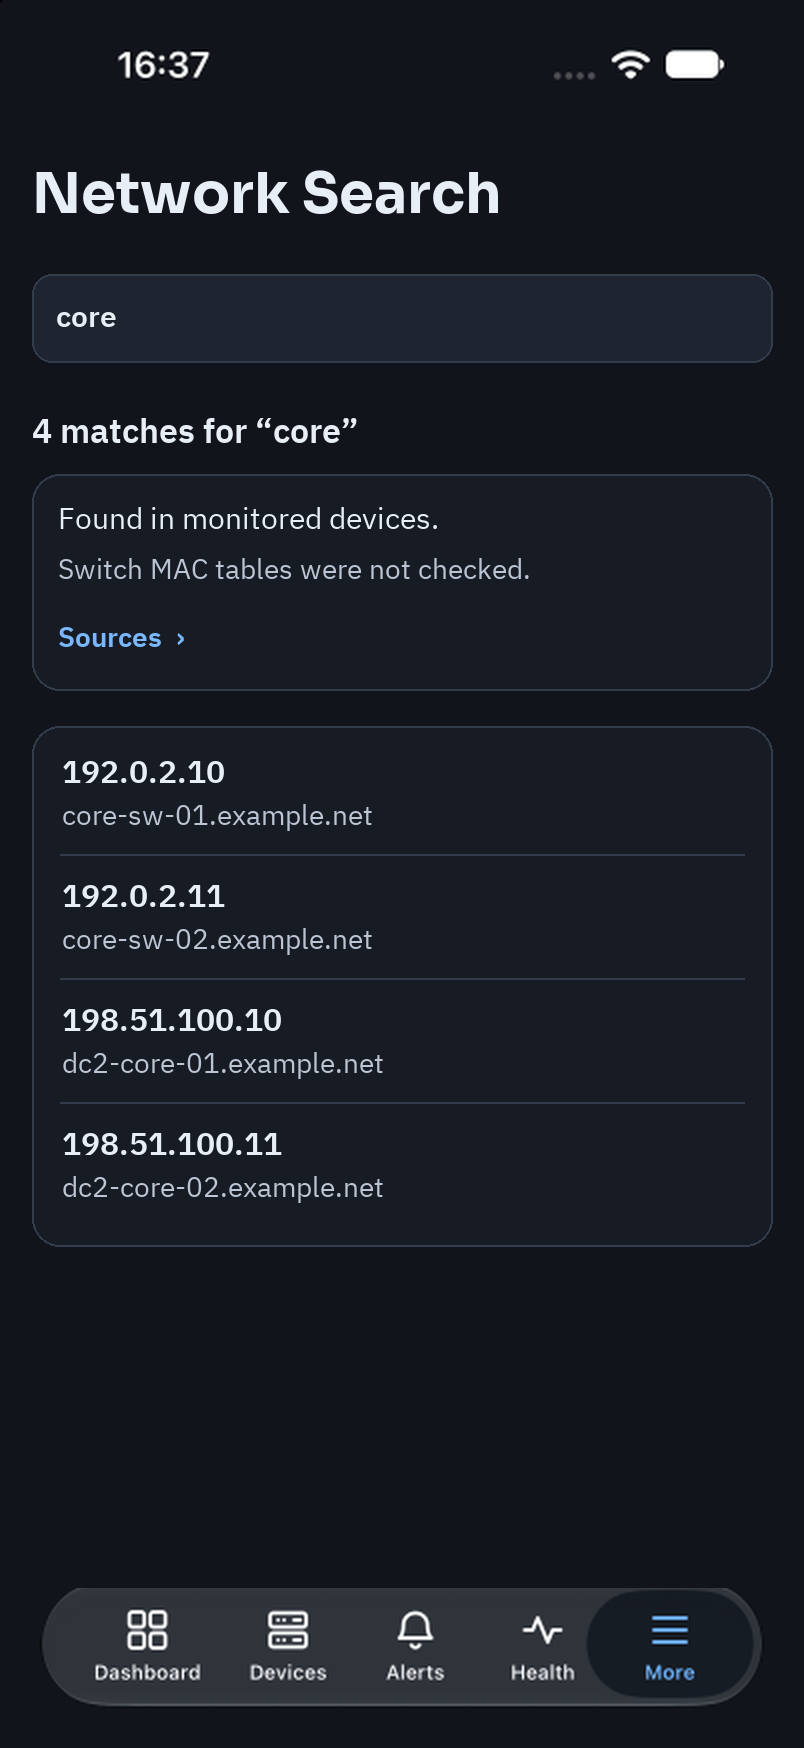 16:37
Network Search
core
4 matches for “core”
Found in monitored devices.
Switch MAC tables were not checked.
Sources ›
192.0.2.10
core-sw-01.example.net
192.0.2.11
core-sw-02.example.net
198.51.100.10
dc2-core-01.example.net
198.51.100.11
dc2-core-02.example.net
Dashboard Devices Alerts Health More